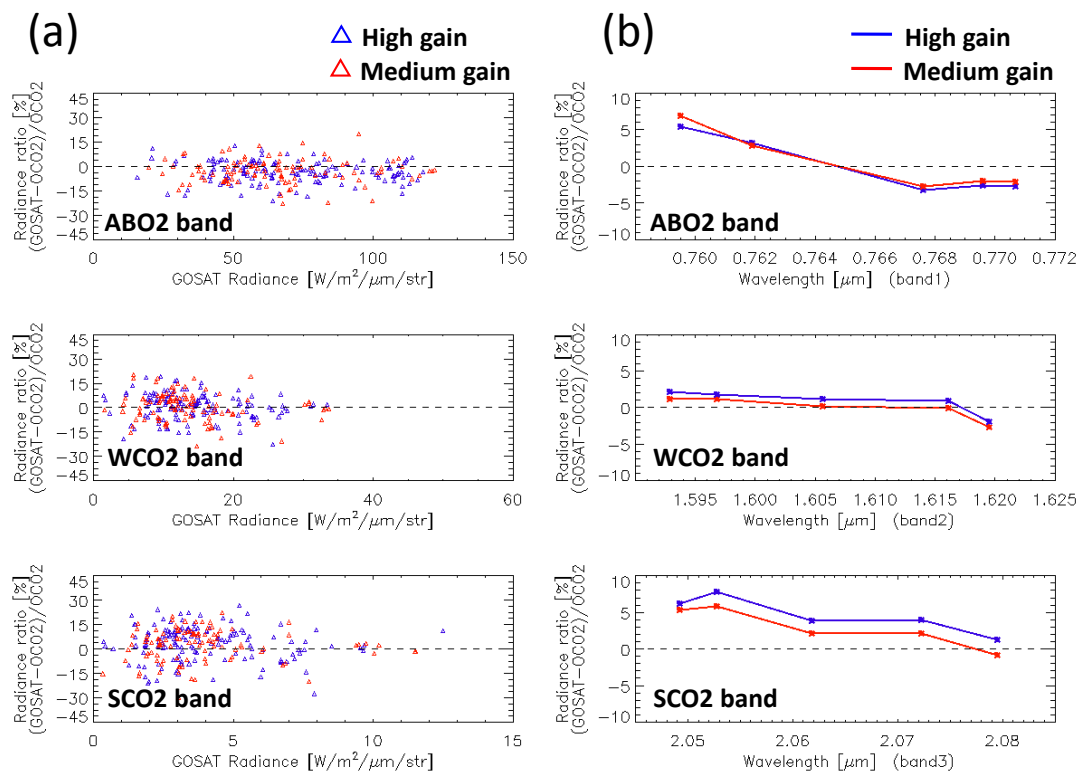 (a)
High gain
Medium gain
Radiance ratio [%]
(GOSAT-OCO2)/OCO2
45
30
15
0
-15
-30
-45
ABO2 band
0
50
100
150
GOSAT Radiance [W/m²/μm/str]
Radiance ratio [%]
(GOSAT-OCO2)/OCO2
45
30
15
0
-15
-30
-45
WCO2 band
0
20
40
60
GOSAT Radiance [W/m²/μm/str]
Radiance ratio [%]
(GOSAT-OCO2)/OCO2
45
30
15
0
-15
-30
-45
SCO2 band
0
5
10
15
GOSAT Radiance [W/m²/μm/str]
(b)
High gain
Medium gain
Radiance ratio [%]
(GOSAT-OCO2)/OCO2
10
5
0
-5
-10
ABO2 band
0.760
0.762
0.764
0.766
0.768
0.770
0.772
Wavelength [μm] (band1)
Radiance ratio [%]
(GOSAT-OCO2)/OCO2
10
5
0
-5
-10
WCO2 band
1.595
1.600
1.605
1.610
1.615
1.620
1.625
Wavelength [μm] (band2)
Radiance ratio [%]
(GOSAT-OCO2)/OCO2
10
5
0
-5
-10
SCO2 band
2.05
2.06
2.07
2.08
Wavelength [μm] (band3)